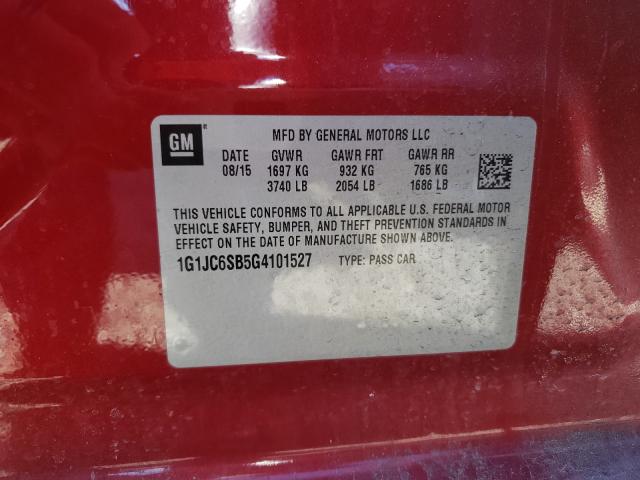 GM
MFD BY GENERAL MOTORS LLC
DATE GVWR GAWR FRT GAWR RR
08/15 1697 KG 932 KG 765 KG
3740 LB 2054 LB 1686 LB
THIS VEHICLE CONFORMS TO ALL APPLICABLE U.S. FEDERAL MOTOR
VEHICLE SAFETY, BUMPER, AND THEFT PREVENTION STANDARDS IN
EFFECT ON THE DATE OF MANUFACTURE SHOWN ABOVE.
1G1JC6SB5G4101527 TYPE: PASS CAR